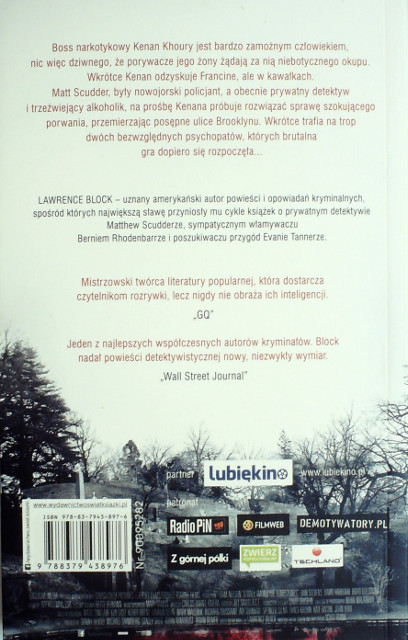 Boss narkotykowy Kenan Khoury jest bardzo zamożnym człowiekiem,
nic więc dziwnego, że porywacze jego żony żądają za nią niebotycznego okupu.
Wkrótce Kenan odzyskuje Francine, ale w kawałkach.
Matt Scudder, były nowojorski policjant, a obecnie prywatny detektyw
i trzeźwiejący alkoholik, na prośbę Kenana próbuje rozwiązać sprawę szokującego
porwania, przemierzając posępne ulice Brooklynu. Wkrótce trafia na trop
dwóch bezwzględnych psychopatów, których brutalna
gra dopiero się rozpoczęła...
LAWRENCE BLOCK – uznany amerykański autor powieści i opowiadań kryminalnych,
spośród których największą sławę przyniosły mu cykle książek o prywatnym detektywie
Matthew Scudderze, sympatycznym włamywaczu
Berniem Rhodenbarrze i poszukiwaczu przygód Evanie Tannerze.
Mistrzowski twórca literatury popularnej, która dostarcza
czytelnikom rozrywki, lecz nigdy nie obraża ich inteligencji.
„GQ”
Jeden z najlepszych współczesnych autorów kryminałów. Block
nadał powieści detektywistycznej nowy, niezwykły wymiar.
„Wall Street Journal”
partner
lubiękino
www.lubiekino.pl
patronat
Radio PiN
FILMWEB
DEMOTYWATORY.PL
Z górnej półki
ZWIERZ
TECHLAND
www.wydawnictwoswiatksiazki.pl
ISBN 978-83-7943-897-6
9 788379 438976
Nr 90095202